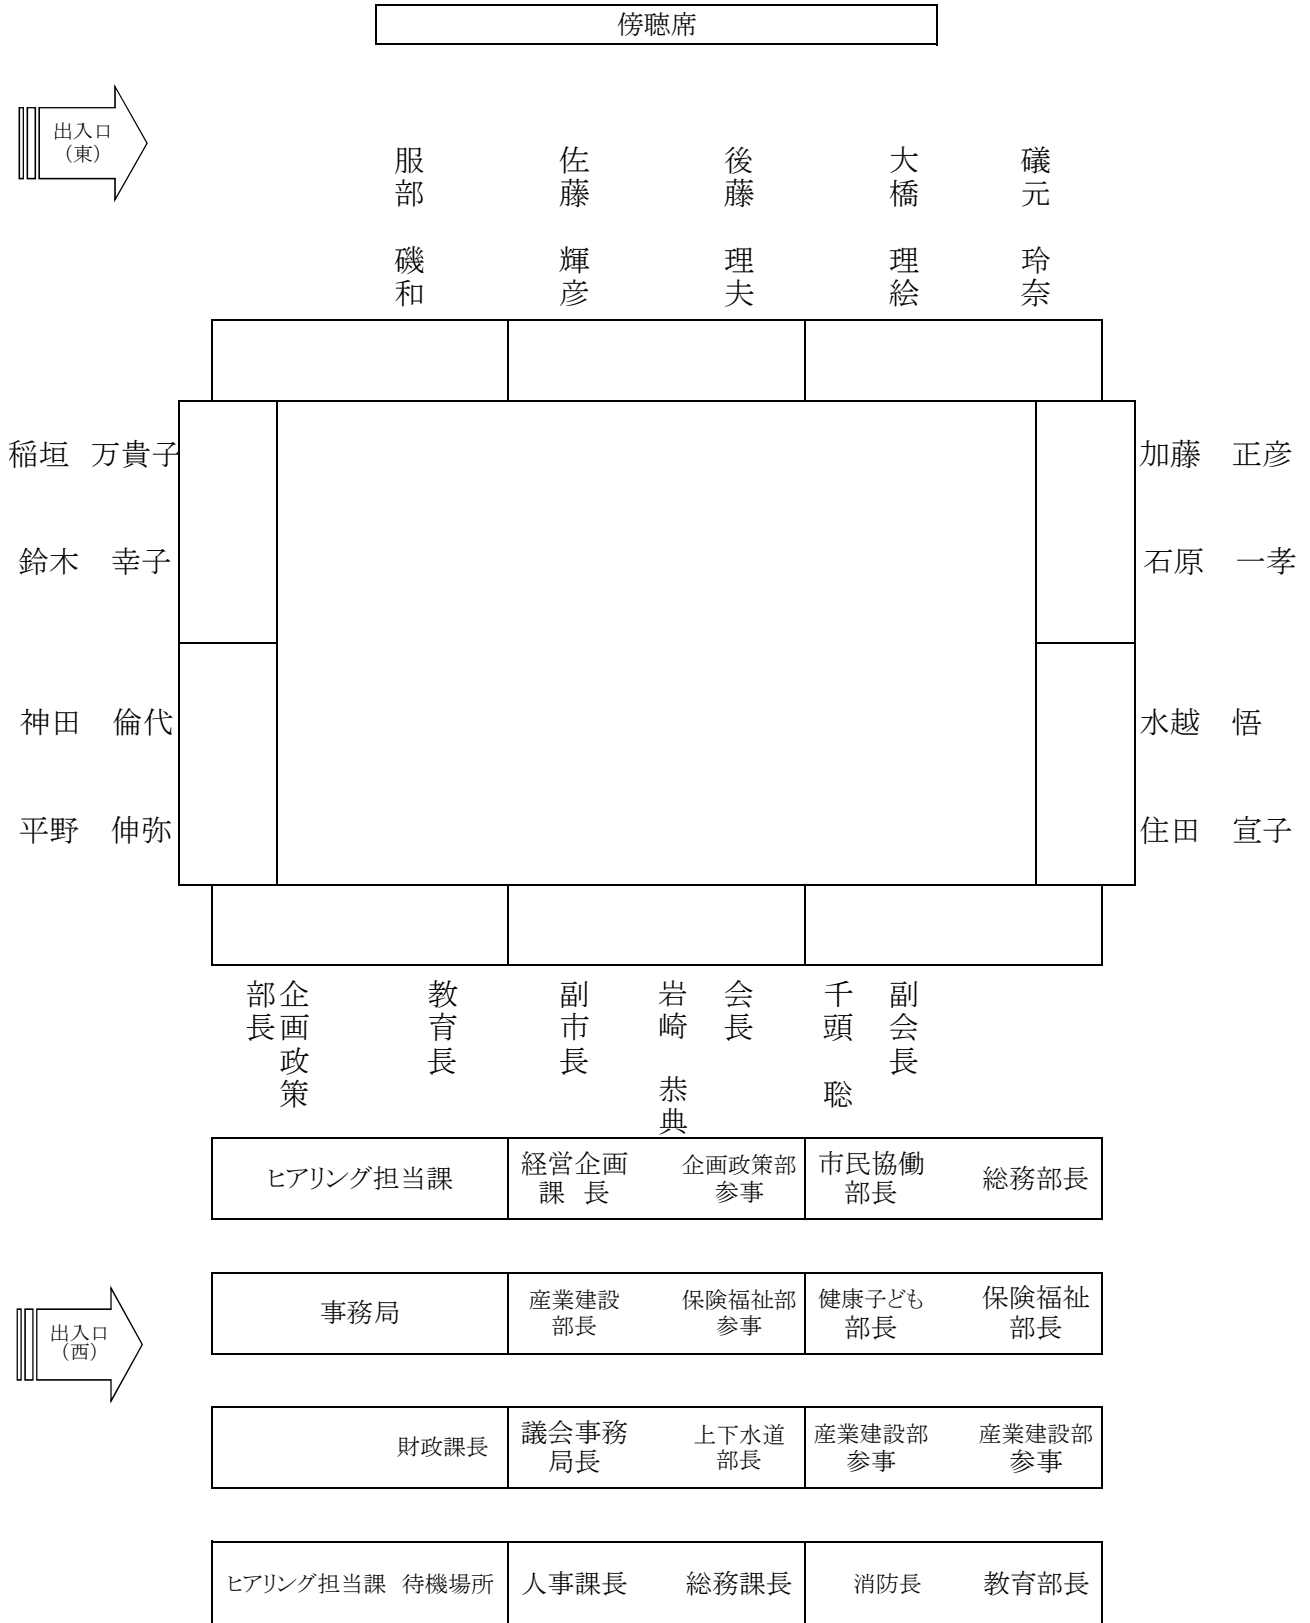 傍聴席
出入口
（東）
服部　磯和
佐藤　輝彦
後藤　理夫
大橋　理絵
礒元　玲奈
稲垣　万貴子
加藤　正彦
鈴木　幸子
石原　一孝
神田　倫代
水越　悟
平野　伸弥
住田　宣子
企画政策
部長
教育長
副市長
会長
岩崎　恭典
副会長
千頭　聡
ヒアリング担当課
経営企画
課 長
企画政策部
参事
市民協働
部長
総務部長
出入口
（西）
事務局
産業建設
部長
保険福祉部
参事
健康子ども
部長
保険福祉
部長
財政課長
議会事務
局長
上下水道
部長
産業建設部
参事
産業建設部
参事
ヒアリング担当課 待機場所
人事課長
総務課長
消防長
教育部長